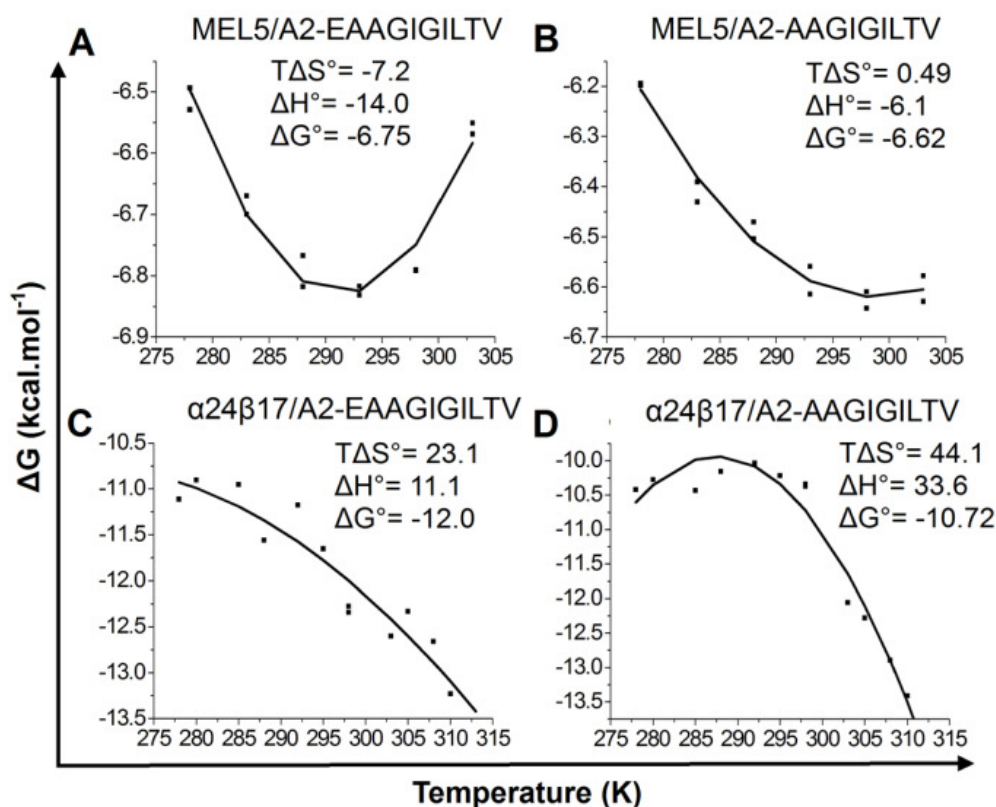 A MEL5/A2-EAAGIGILTV
TΔS°= -7.2
ΔH°= -14.0
ΔG°= -6.75
-6.5
-6.6
-6.7
-6.8
-6.9
275 280 285 290 295 300 305
B MEL5/A2-AAGIGILTV
TΔS°= 0.49
ΔH°= -6.1
ΔG°= -6.62
-6.2
-6.3
-6.4
-6.5
-6.6
-6.7
275 280 285 290 295 300 305
C α24β17/A2-EAAGIGILTV
TΔS°= 23.1
ΔH°= 11.1
ΔG°= -12.0
-10.5
-11.0
-11.5
-12.0
-12.5
-13.0
-13.5
275 280 285 290 295 300 305 310 315
D α24β17/A2-AAGIGILTV
TΔS°= 44.1
ΔH°= 33.6
ΔG°= -10.72
-10.0
-10.5
-11.0
-11.5
-12.0
-12.5
-13.0
-13.5
275 280 285 290 295 300 305 310 315
ΔG (kcal.mol⁻¹)
Temperature (K)